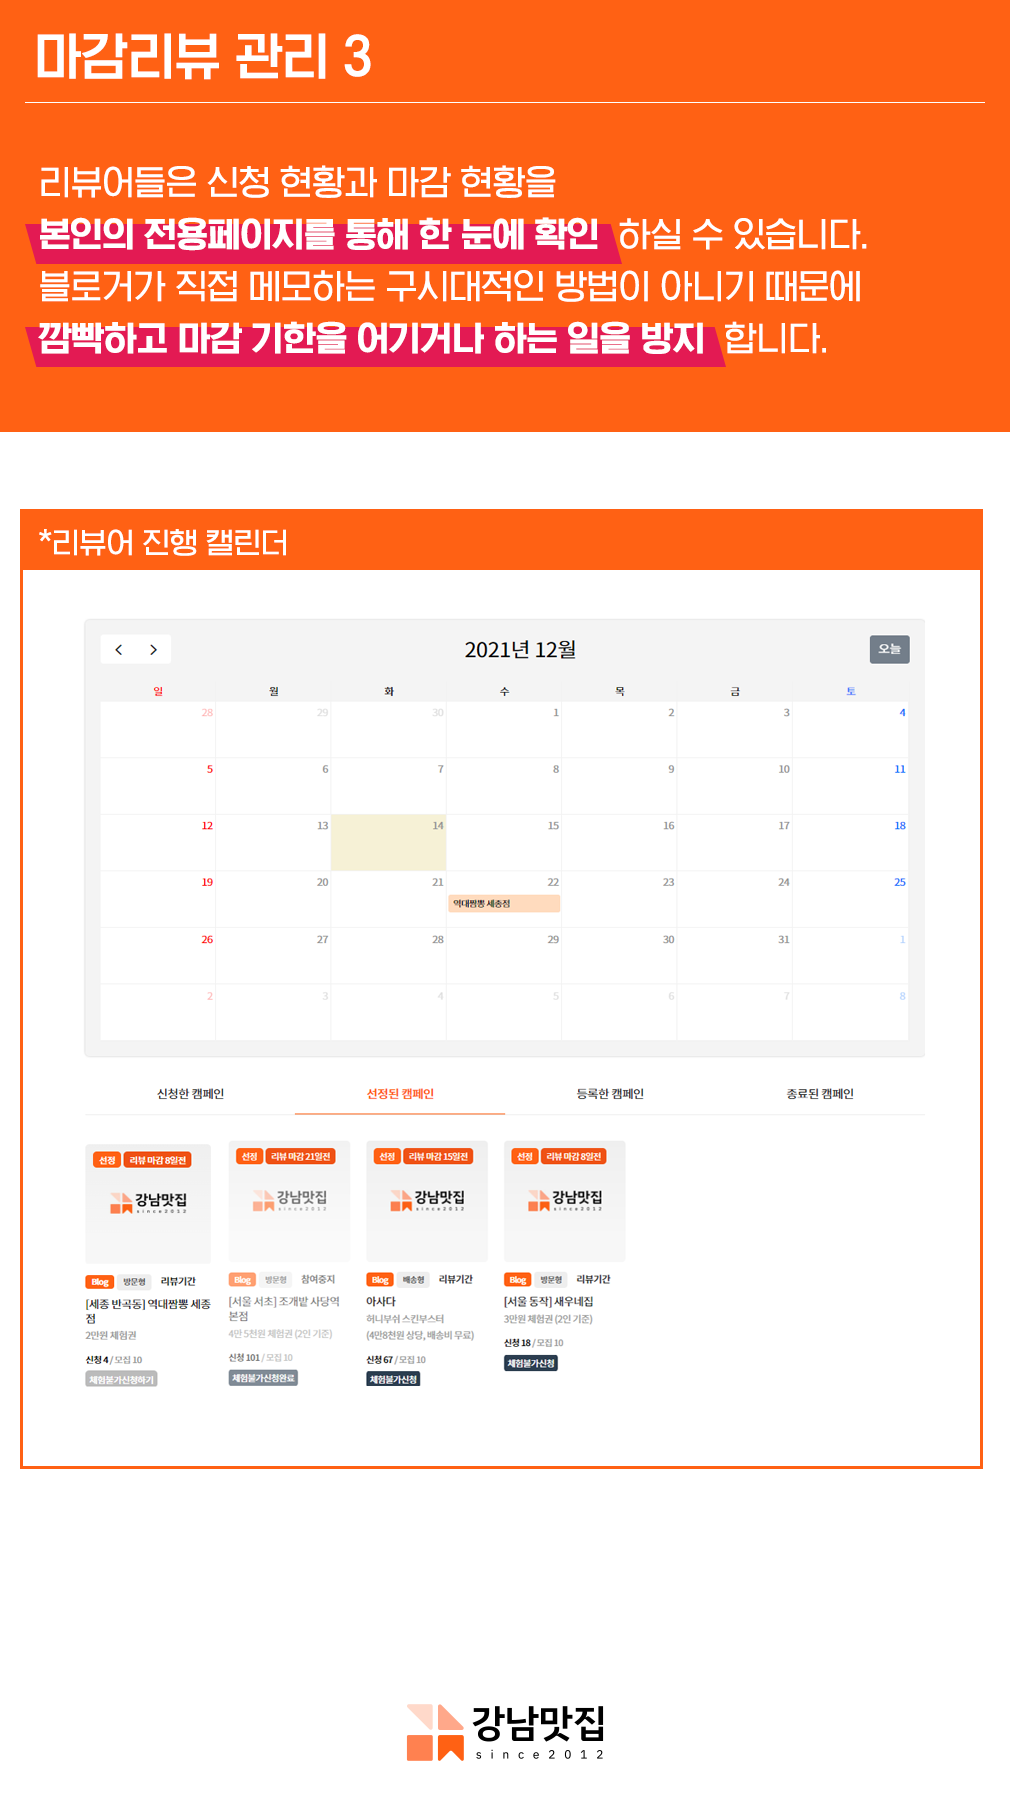 마감리뷰 관리 3
리뷰어들은 신청 현황과 마감 현황을
본인의 전용페이지를 통해 한 눈에 확인 하실 수 있습니다.
블로거가 직접 메모하는 구시대적인 방법이 아니기 때문에
깜빡하고 마감 기한을 어기거나 하는 일을 방지 합니다.
*리뷰어 진행 캘린더
2021년 12월 오늘
일 월 화 수 목 금 토
28 29 30 1 2 3 4
5 6 7 8 9 10 11
12 13 14 15 16 17 18
19 20 21 22 23 24 25
역대짬뽕 세종점
26 27 28 29 30 31 1
2 3 4 5 6 7 8
신청한 캠페인 선정된 캠페인 등록한 캠페인 종료된 캠페인
선정 리뷰 마감 8일전
강남맛집
since2012
Blog 방문형 리뷰기간
[세종 반곡동] 역대짬뽕 세종
점
2만원 체험권
신청 4 / 모집 10
체험불가신청하기
선정 리뷰 마감 21일전
강남맛집
since2012
Blog 방문형 참여중지
[서울 서초] 조개밭 사당역
본점
4만 5천원 체험권 (2인 기준)
신청 101 / 모집 10
체험불가신청완료
선정 리뷰 마감 15일전
강남맛집
since2012
Blog 배송형 리뷰기간
아사다
허니부쉬 스킨부스터
(4만8천원 상당, 배송비 무료)
신청 67 / 모집 10
체험불가신청
선정 리뷰 마감 8일전
강남맛집
since2012
Blog 방문형 리뷰기간
[서울 동작] 새우네집
3만원 체험권 (2인 기준)
신청 18 / 모집 10
체험불가신청
강남맛집
since2012